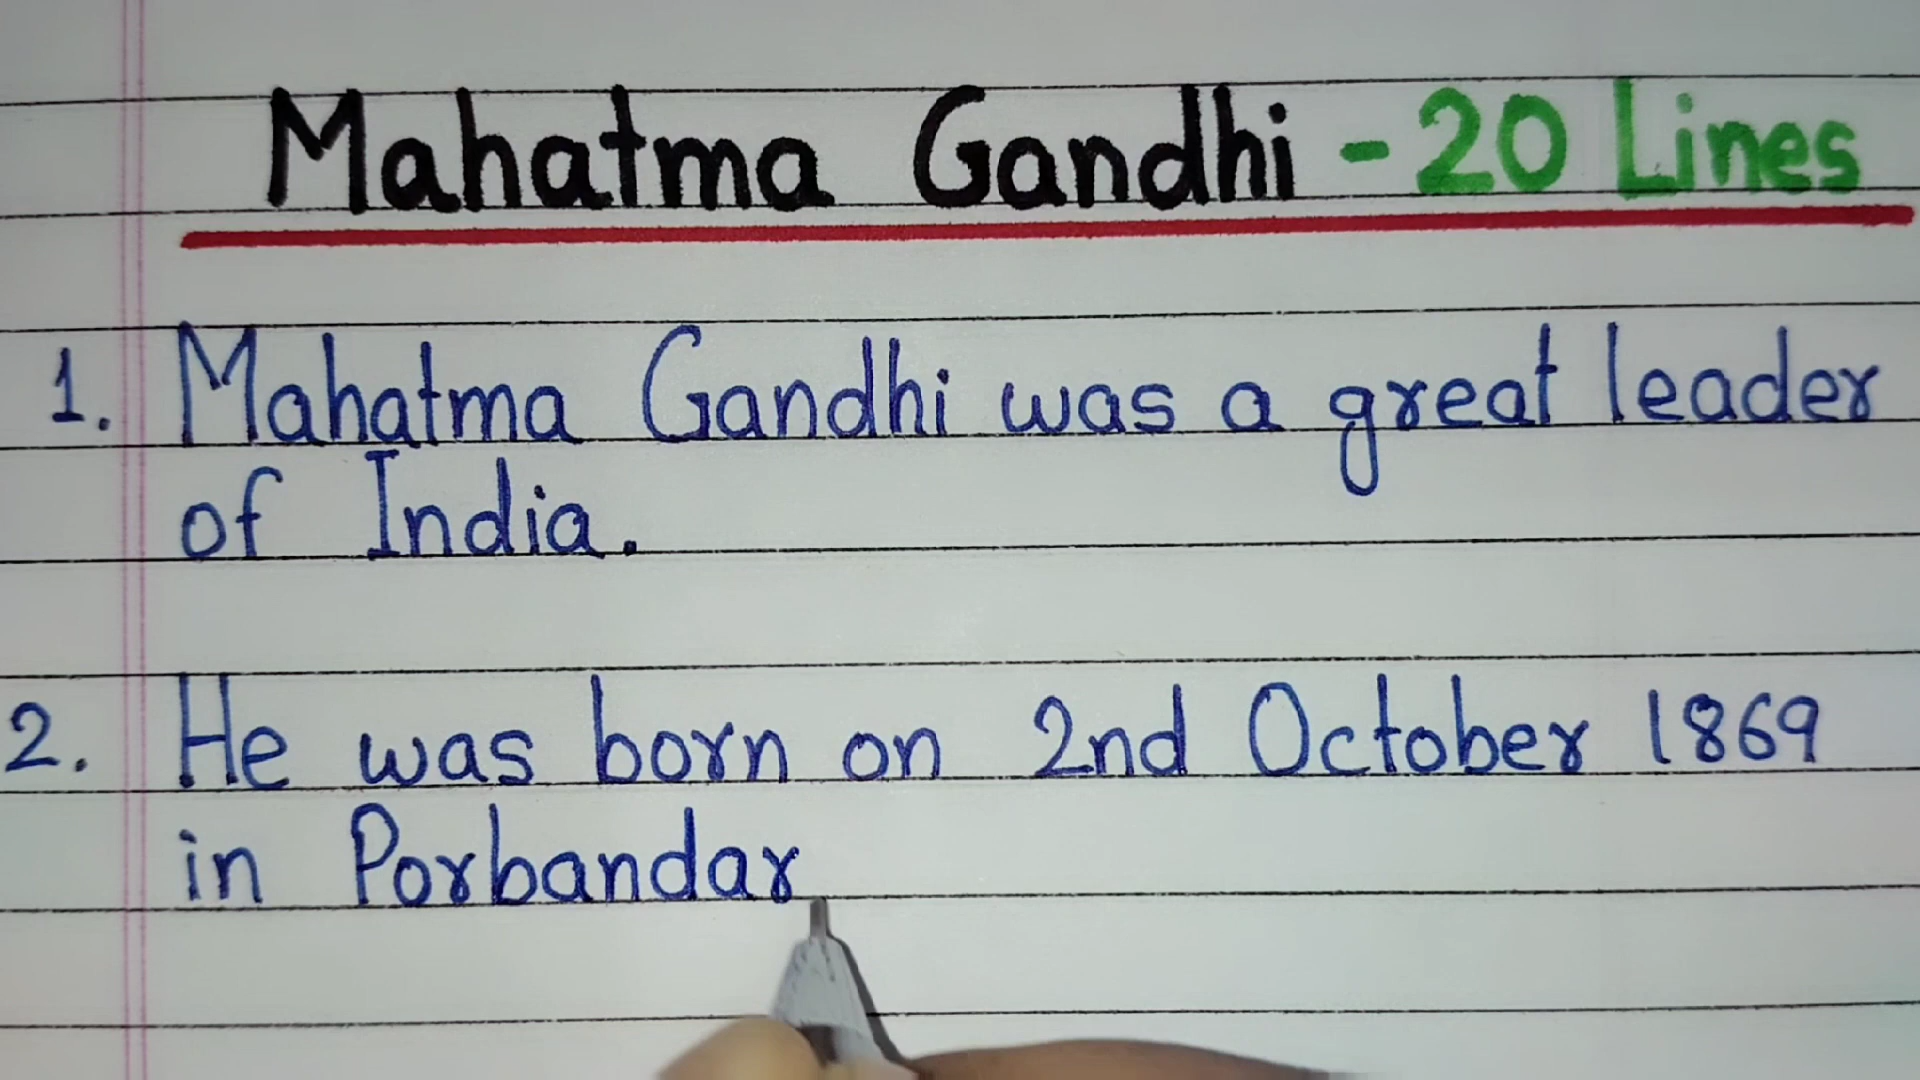 Mahatma Gandhi - 20 Lines
1. Mahatma Gandhi was a great leader
of India.
2. He was born on 2nd October 1869
in Porbandar